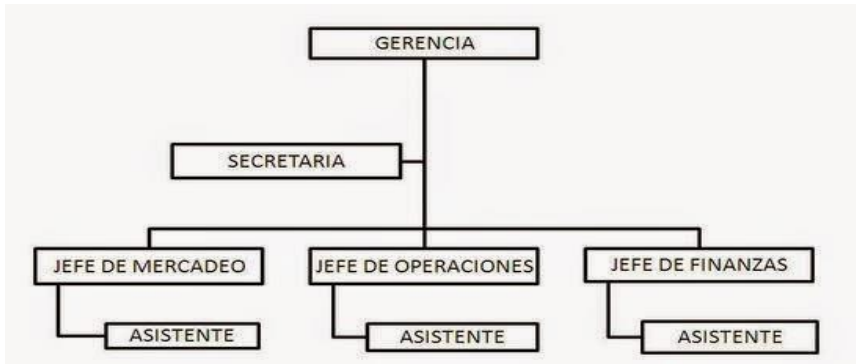 GERENCIA
SECRETARIA
JEFE DE MERCADEO
JEFE DE OPERACIONES
JEFE DE FINANZAS
ASISTENTE
ASISTENTE
ASISTENTE